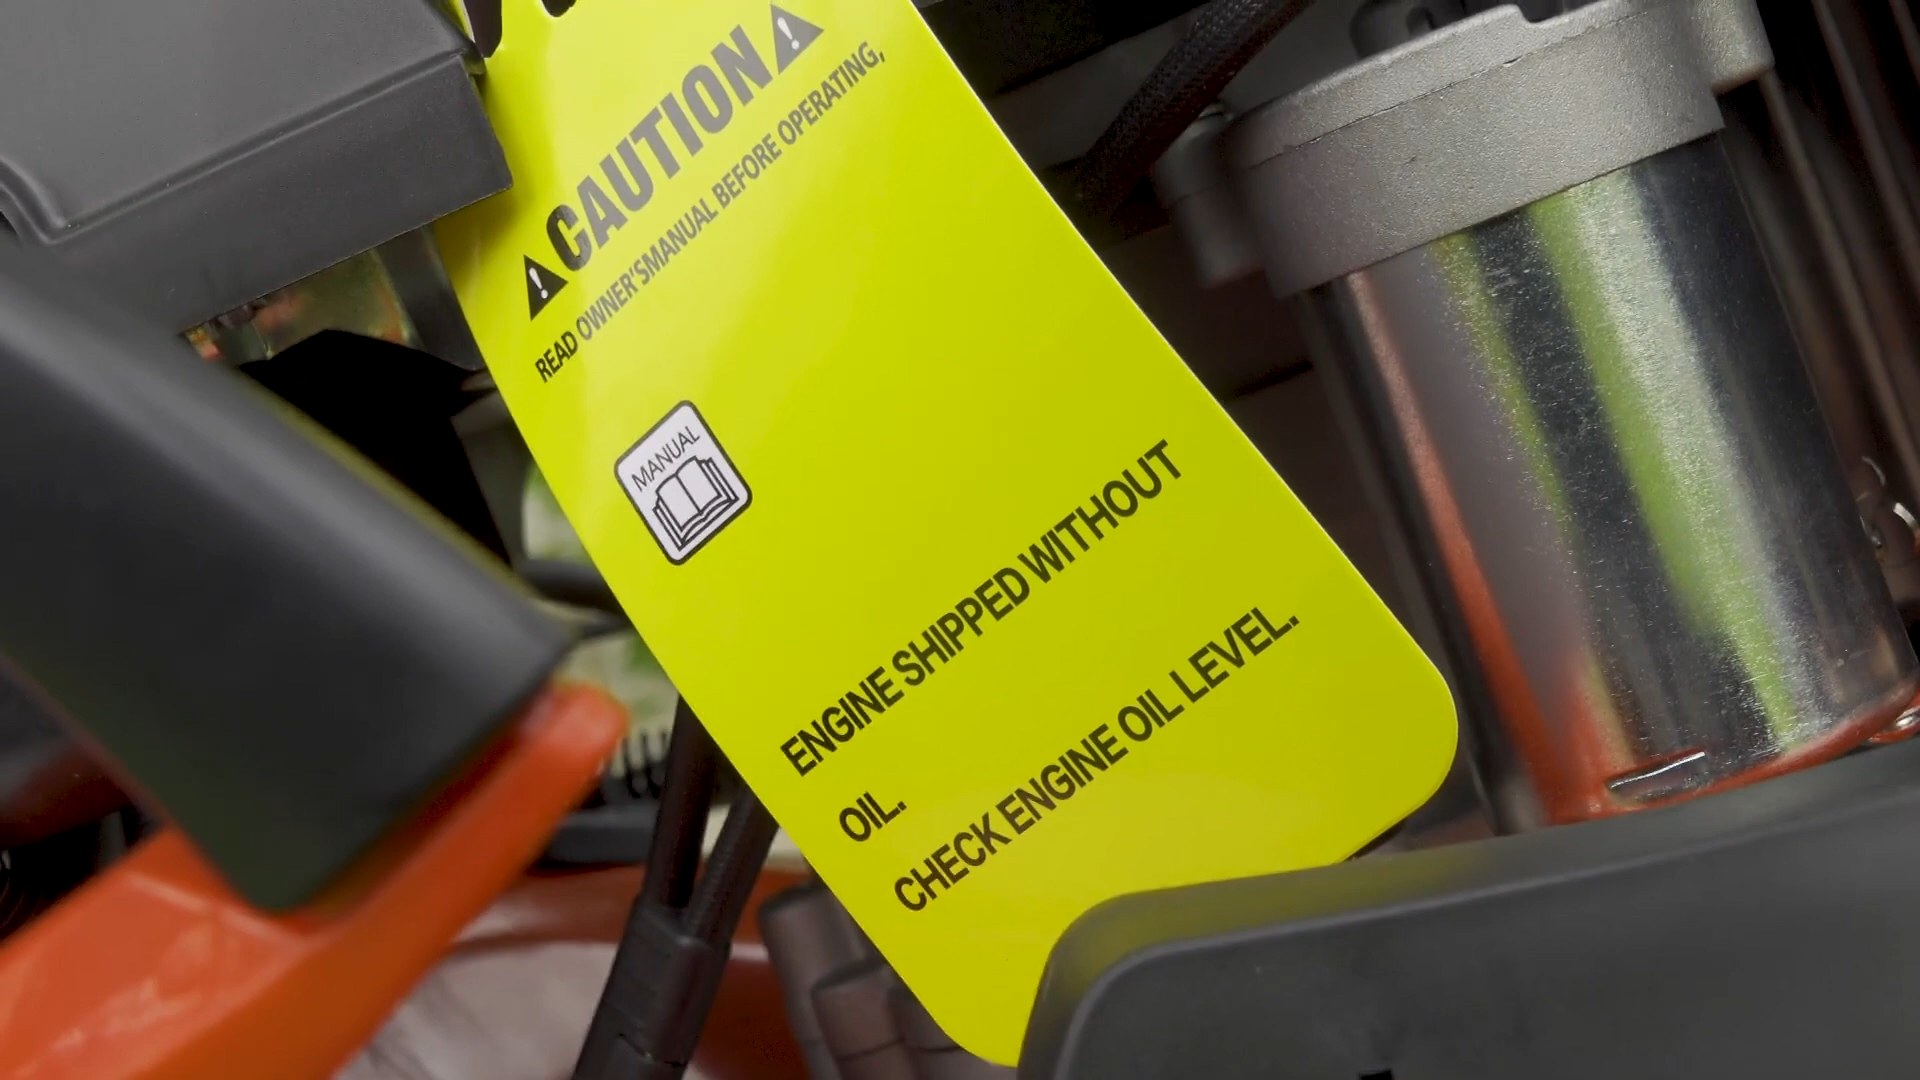 CAUTION
READ OWNER'SMANUAL BEFORE OPERATING,
MANUAL
ENGINE SHIPPED WITHOUT
OIL.
CHECK ENGINE OIL LEVEL.